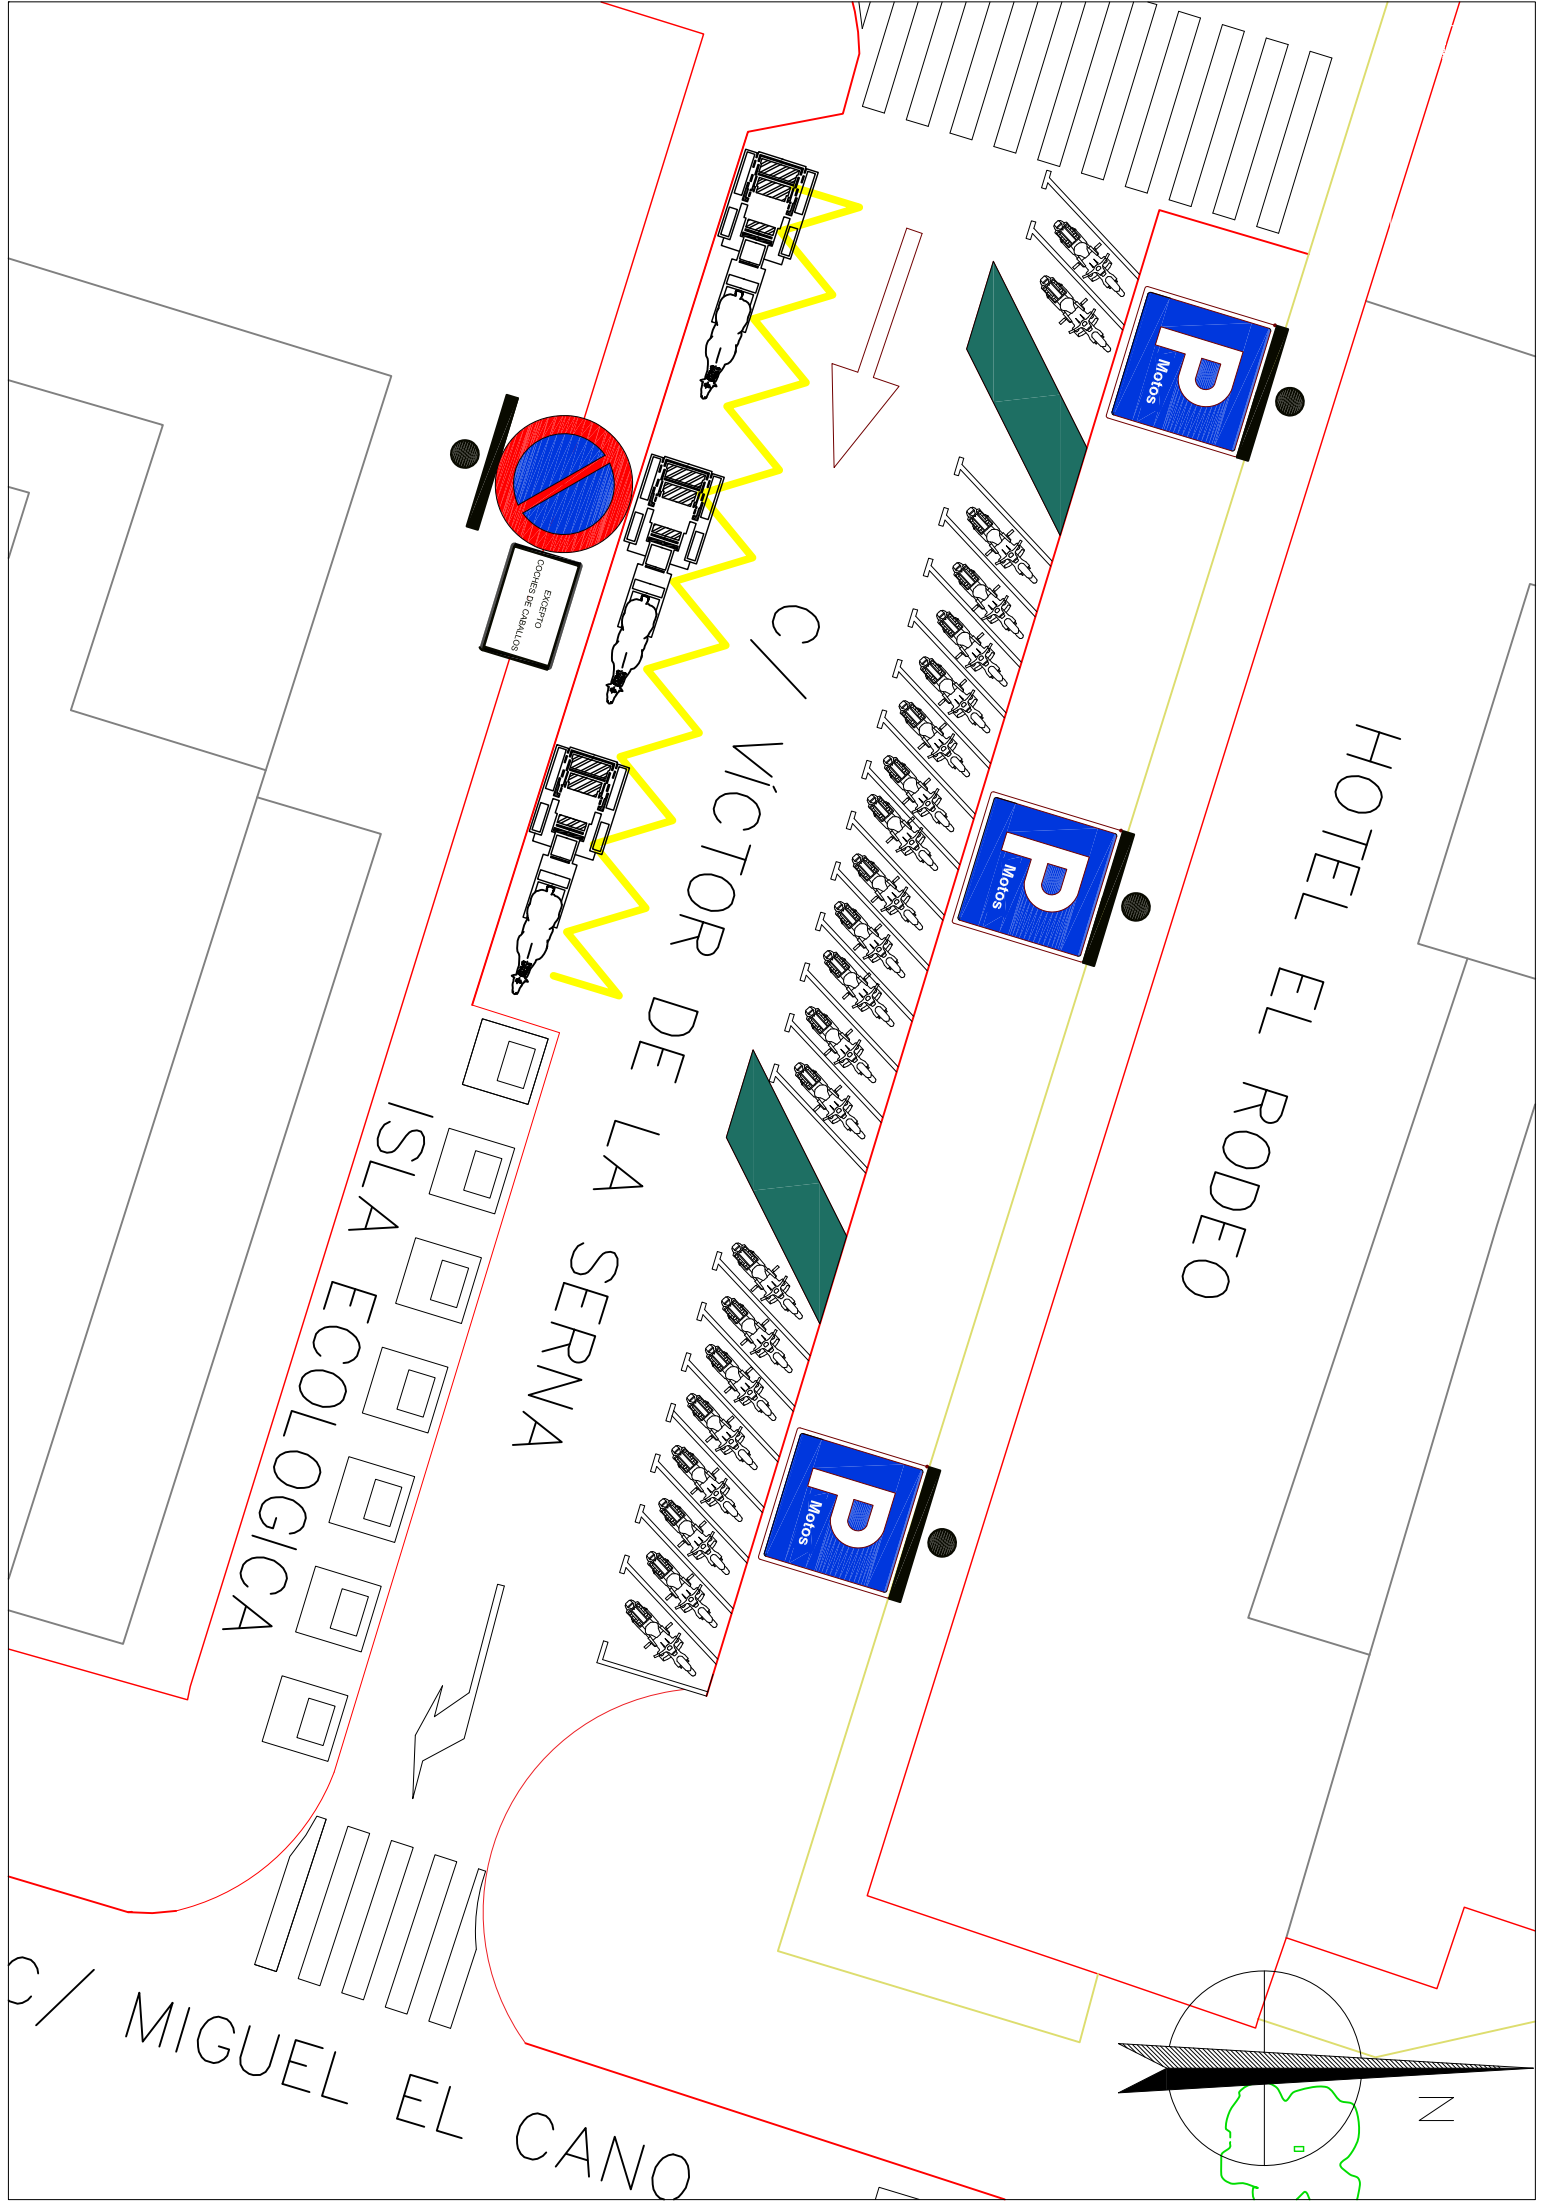 HOTEL EL RODEO
P
Motos
P
Motos
P
Motos
C/ VÍCTOR DE LA SERNA
EXCEPTO
COCHES DE CABALLOS
ISLA ECOLOGICA
C/ MIGUEL EL CANO
N